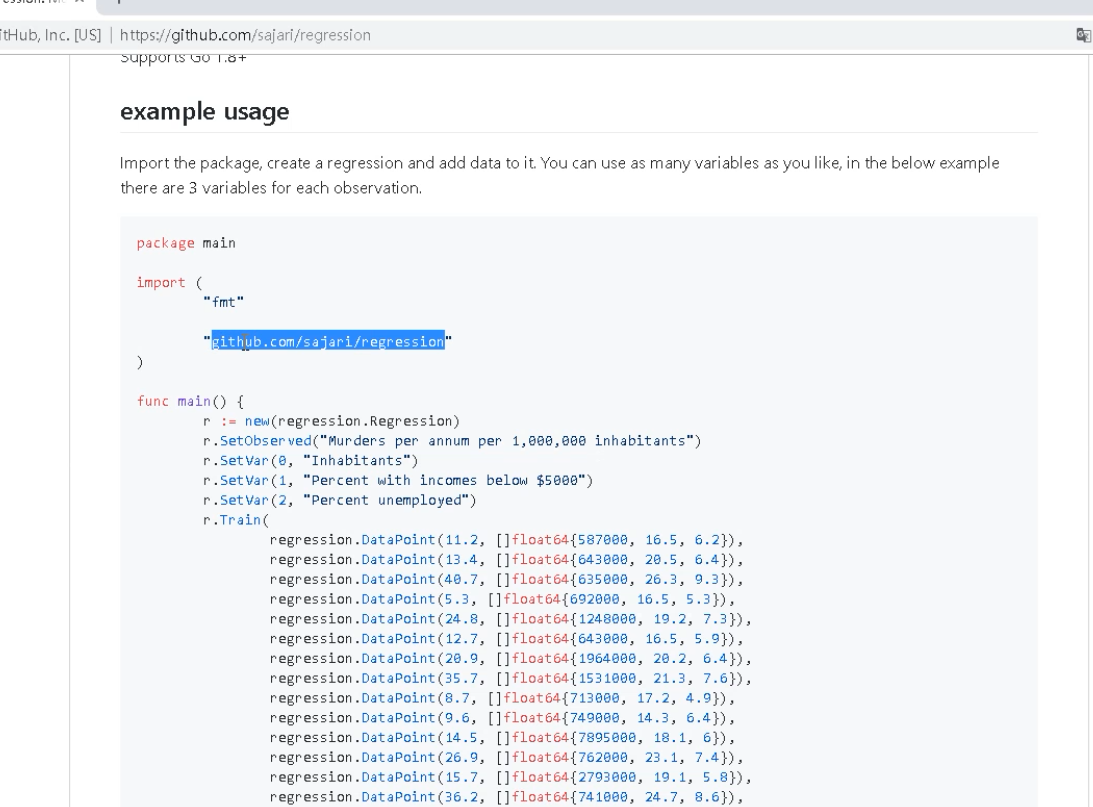 itHub, Inc. [US] | https://github.com/sajari/regression
Supports Go 1.8+
example usage
Import the package, create a regression and add data to it. You can use as many variables as you like, in the below example
there are 3 variables for each observation.
package main
import (
"fmt"
"github.com/sajari/regression"
)
func main() {
r := new(regression.Regression)
r.SetObserved("Murders per annum per 1,000,000 inhabitants")
r.SetVar(0, "Inhabitants")
r.SetVar(1, "Percent with incomes below $5000")
r.SetVar(2, "Percent unemployed")
r.Train(
regression.DataPoint(11.2, []float64{587000, 16.5, 6.2}),
regression.DataPoint(13.4, []float64{643000, 20.5, 6.4}),
regression.DataPoint(40.7, []float64{635000, 26.3, 9.3}),
regression.DataPoint(5.3, []float64{692000, 16.5, 5.3}),
regression.DataPoint(24.8, []float64{1248000, 19.2, 7.3}),
regression.DataPoint(12.7, []float64{643000, 16.5, 5.9}),
regression.DataPoint(20.9, []float64{1964000, 20.2, 6.4}),
regression.DataPoint(35.7, []float64{1531000, 21.3, 7.6}),
regression.DataPoint(8.7, []float64{713000, 17.2, 4.9}),
regression.DataPoint(9.6, []float64{749000, 14.3, 6.4}),
regression.DataPoint(14.5, []float64{7895000, 18.1, 6}),
regression.DataPoint(26.9, []float64{762000, 23.1, 7.4}),
regression.DataPoint(15.7, []float64{2793000, 19.1, 5.8}),
regression.DataPoint(36.2, []float64{741000, 24.7, 8.6}),